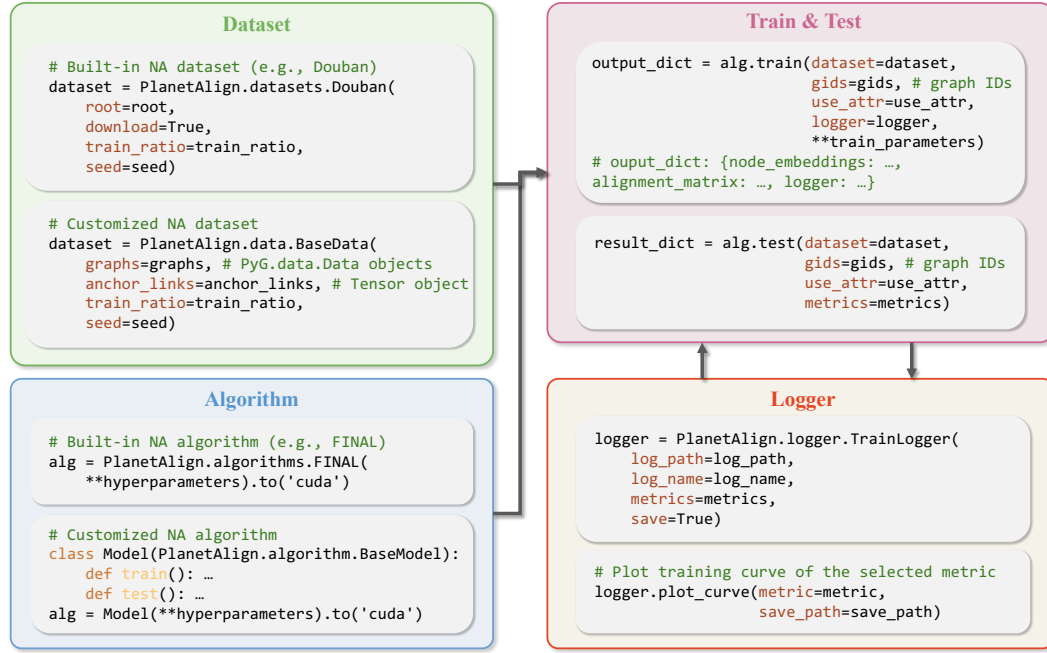 Dataset
# Built-in NA dataset (e.g., Douban)
dataset = PlanetAlign.datasets.Douban(
    root=root,
    download=True,
    train_ratio=train_ratio,
    seed=seed)
# Customized NA dataset
dataset = PlanetAlign.data.BaseData(
    graphs=graphs, # PyG.data.Data objects
    anchor_links=anchor_links, # Tensor object
    train_ratio=train_ratio,
    seed=seed)
Algorithm
# Built-in NA algorithm (e.g., FINAL)
alg = PlanetAlign.algorithms.FINAL(
    **hyperparameters).to('cuda')
# Customized NA algorithm
class Model(PlanetAlign.algorithm.BaseModel):
    def train(): …
    def test(): …
alg = Model(**hyperparameters).to('cuda')
Train & Test
output_dict = alg.train(dataset=dataset,
                        gids=gids, # graph IDs
                        use_attr=use_attr,
                        logger=logger,
                        **train_parameters)
# ouput_dict: {node_embeddings: …,
alignment_matrix: …, logger: …}
result_dict = alg.test(dataset=dataset,
                       gids=gids, # graph IDs
                       use_attr=use_attr,
                       metrics=metrics)
Logger
logger = PlanetAlign.logger.TrainLogger(
    log_path=log_path,
    log_name=log_name,
    metrics=metrics,
    save=True)
# Plot training curve of the selected metric
logger.plot_curve(metric=metric,
                  save_path=save_path)